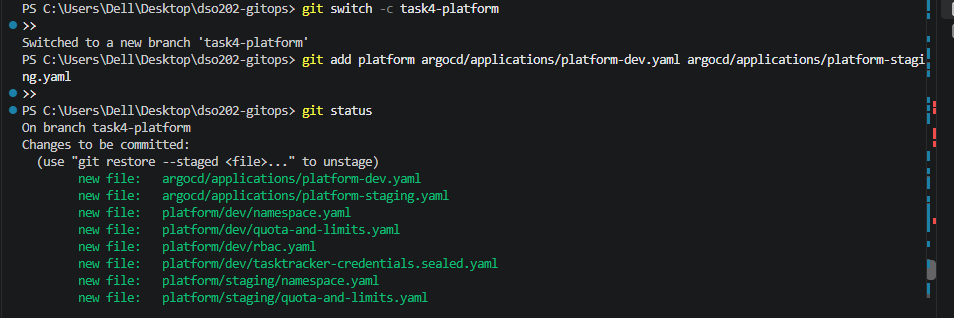 PS C:\Users\Dell\Desktop\dso202-gitops> git switch -c task4-platform
>>
Switched to a new branch 'task4-platform'
PS C:\Users\Dell\Desktop\dso202-gitops> git add platform argocd/applications/platform-dev.yaml argocd/applications/platform-stagi
ng.yaml
>>
PS C:\Users\Dell\Desktop\dso202-gitops> git status
On branch task4-platform
Changes to be committed:
  (use "git restore --staged <file>..." to unstage)
        new file:   argocd/applications/platform-dev.yaml
        new file:   argocd/applications/platform-staging.yaml
        new file:   platform/dev/namespace.yaml
        new file:   platform/dev/quota-and-limits.yaml
        new file:   platform/dev/rbac.yaml
        new file:   platform/dev/tasktracker-credentials.sealed.yaml
        new file:   platform/staging/namespace.yaml
        new file:   platform/staging/quota-and-limits.yaml